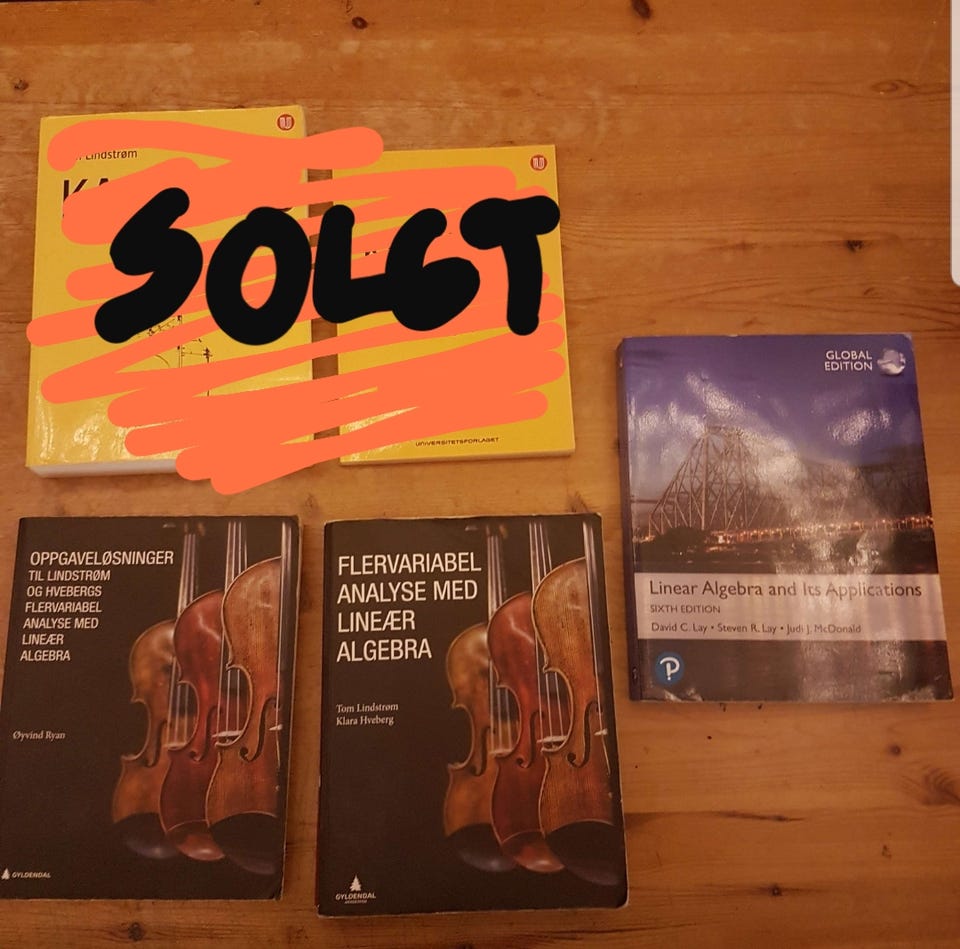 Lindstrøm
SOLGT
UNIVERSITETSFORLAGET
GLOBAL
EDITION
Linear Algebra and Its Applications
SIXTH EDITION
David C. Lay • Steven R. Lay • Judi J. McDonald
P
OPPGAVELØSNINGER
TIL LINDSTRØM
OG HVEBERGS
FLERVARIABEL
ANALYSE MED
LINEÆR
ALGEBRA
Øyvind Ryan
GYLDENDAL
FLERVARIABEL
ANALYSE MED
LINEÆR
ALGEBRA
Tom Lindstrøm
Klara Hveberg
GYLDENDAL